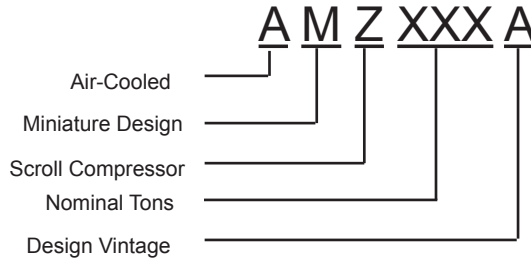 A M Z XXX A
Air-Cooled
Miniature Design
Scroll Compressor
Nominal Tons
Design Vintage